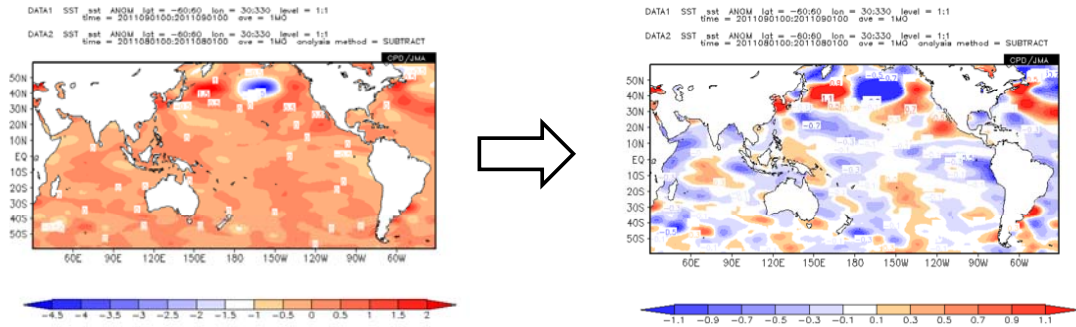 DATA1 SST sst ANOM lat = -60:60 lon = 30:330 level = 1:1
time = 2011090100:2011090100 ave = 1MO
DATA2 SST sst ANOM lat = -60:60 lon = 30:330 level = 1:1
time = 2011080100:2011080100 ave = 1MO analysis method = SUBTRACT
CPD/JMA
50N
40N
30N
20N
10N
EQ
10S
20S
30S
40S
50S
60E 90E 120E 150E 180 150W 120W 90W 60W
-4.5 -4 -3.5 -3 -2.5 -2 -1.5 -1 -0.5 0 0.5 1 1.5 2
DATA1 SST sst ANOM lat = -60:60 lon = 30:330 level = 1:1
time = 2011090100:2011090100 ave = 1MO
DATA2 SST sst ANOM lat = -60:60 lon = 30:330 level = 1:1
time = 2011080100:2011080100 ave = 1MO analysis method = SUBTRACT
CPD/JMA
50N
40N
30N
20N
10N
EQ
10S
20S
30S
40S
50S
60E 90E 120E 150E 180 150W 120W 90W 60W
-1.1 -0.9 -0.7 -0.5 -0.3 -0.1 0.1 0.3 0.5 0.7 0.9 1.1